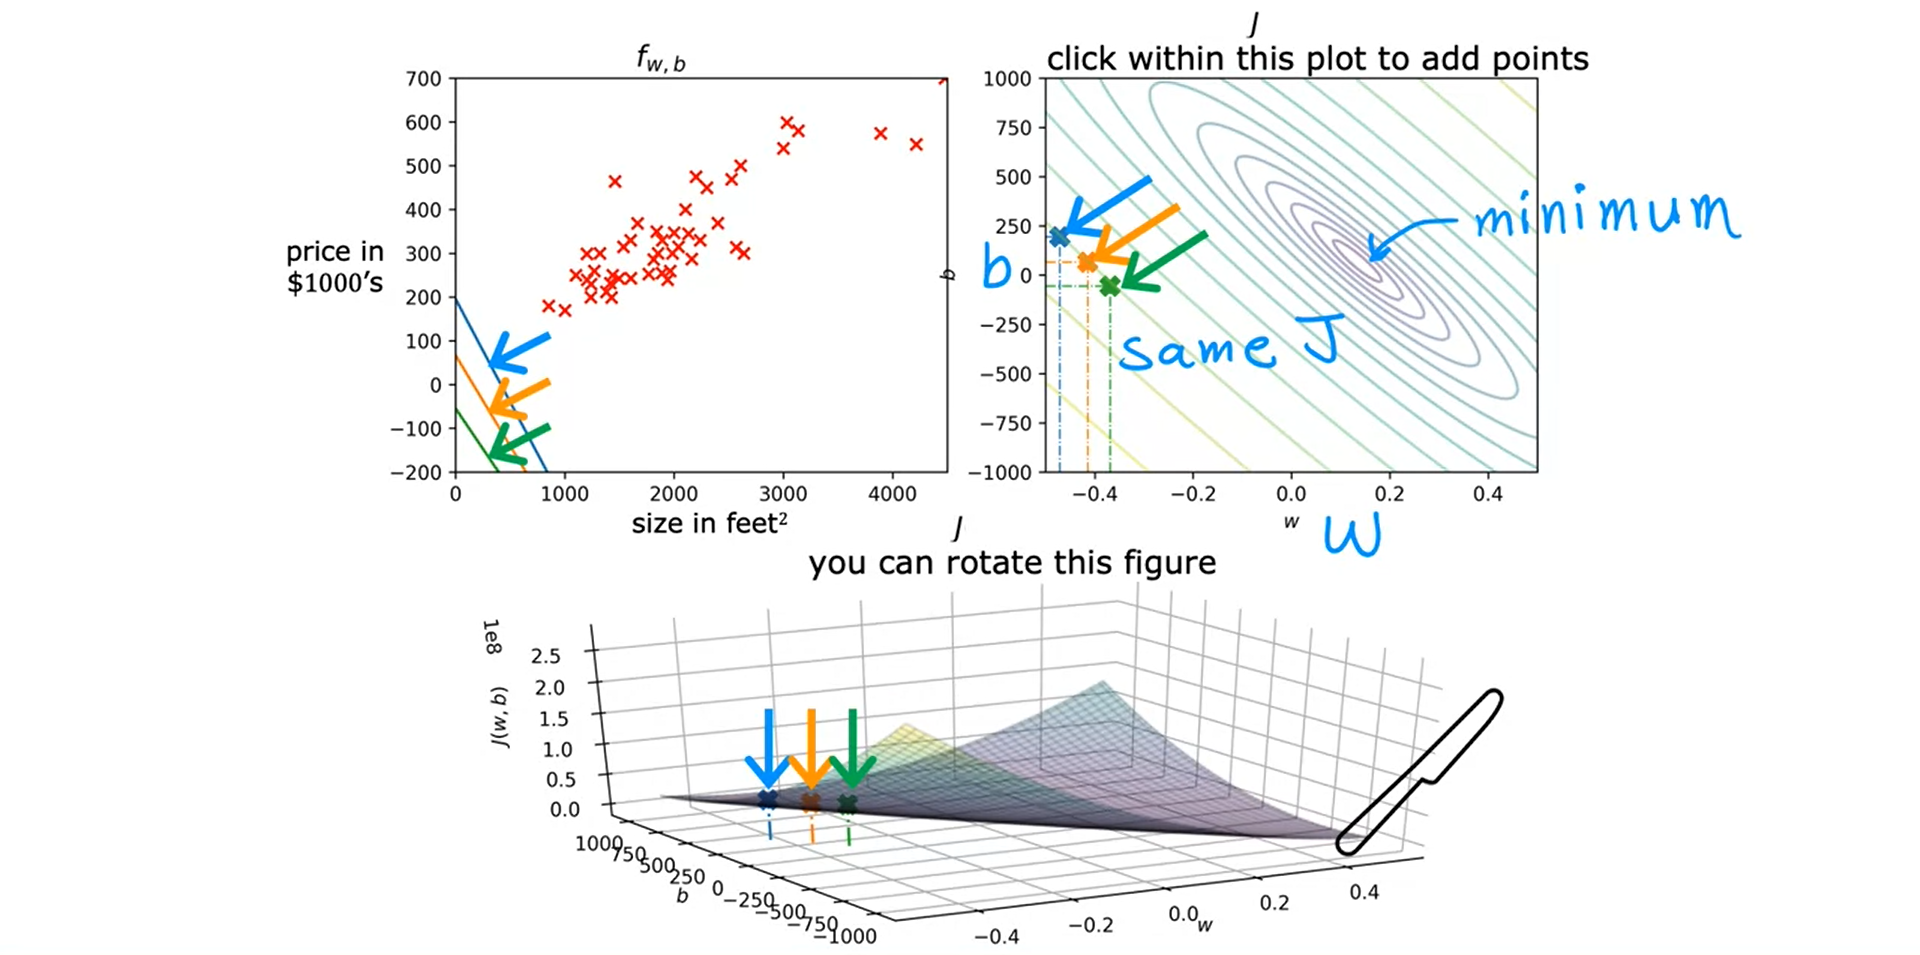 f_{w,b}
700
600
500
400
300
200
100
0
−100
−200
price in
$1000's
0 1000 2000 3000 4000
size in feet²
J
click within this plot to add points
1000
750
500
250
0
−250
−500
−750
−1000
b
b
minimum
same J
−0.4 −0.2 0.0 0.2 0.4
w
W
J
you can rotate this figure
1e8
J(w, b)
2.5
2.0
1.5
1.0
0.5
0.0
1000
750
500
250
0
−250
−500
−750
−1000
b
−0.4
−0.2
0.0
0.2
0.4
w